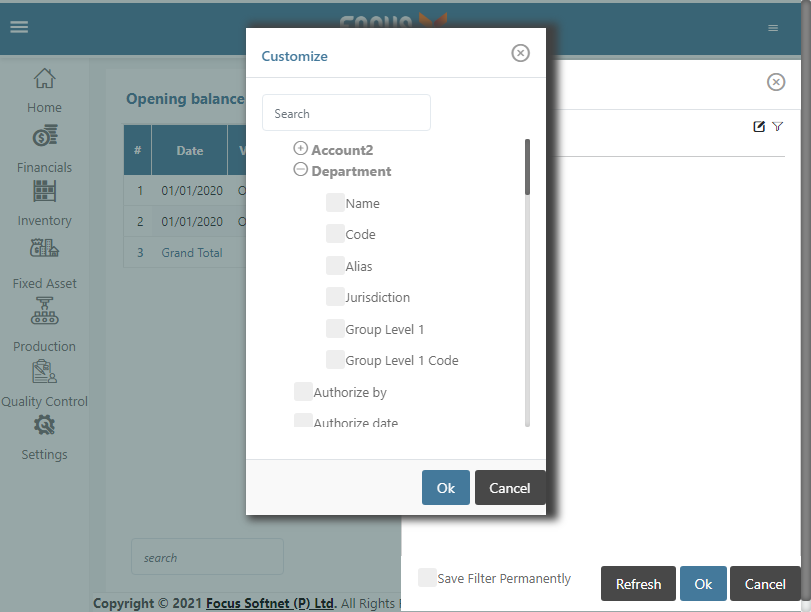 Focus
Home
Financials
Inventory
Fixed Asset
Production
Quality Control
Settings
Opening balance
# Date V
1 01/01/2020 O
2 01/01/2020 O
3 Grand Total
search
Copyright © 2021 Focus Softnet (P) Ltd. All Rights
Customize
Search
Account2
Department
Name
Code
Alias
Jurisdiction
Group Level 1
Group Level 1 Code
Authorize by
Authorize date
Ok
Cancel
Save Filter Permanently
Refresh
Ok
Cancel